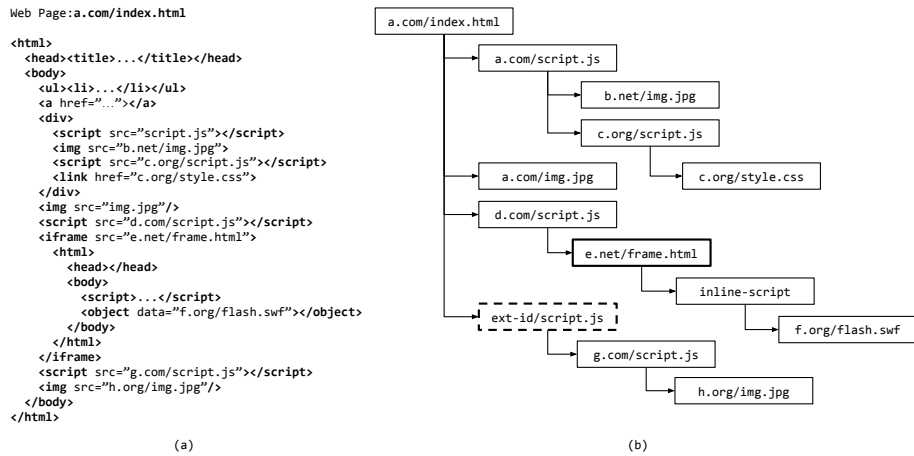 Web Page:a.com/index.html
<html>
<head><title>...</title></head>
<body>
<ul><li>...</li></ul>
<a href=”…”></a>
<div>
<script src=”script.js”></script>
<img src=”b.net/img.jpg”>
<script src=”c.org/script.js”></script>
<link href=”c.org/style.css”>
</div>
<img src=”img.jpg”/>
<script src=”d.com/script.js”></script>
<iframe src=”e.net/frame.html”>
<html>
<head></head>
<body>
<script>...</script>
<object data=”f.org/flash.swf”></object>
</body>
</html>
</iframe>
<script src=”g.com/script.js”></script>
<img src=”h.org/img.jpg”/>
</body>
</html>
(a)
a.com/index.html
a.com/script.js
b.net/img.jpg
c.org/script.js
c.org/style.css
a.com/img.jpg
d.com/script.js
e.net/frame.html
inline-script
f.org/flash.swf
ext-id/script.js
g.com/script.js
h.org/img.jpg
(b)